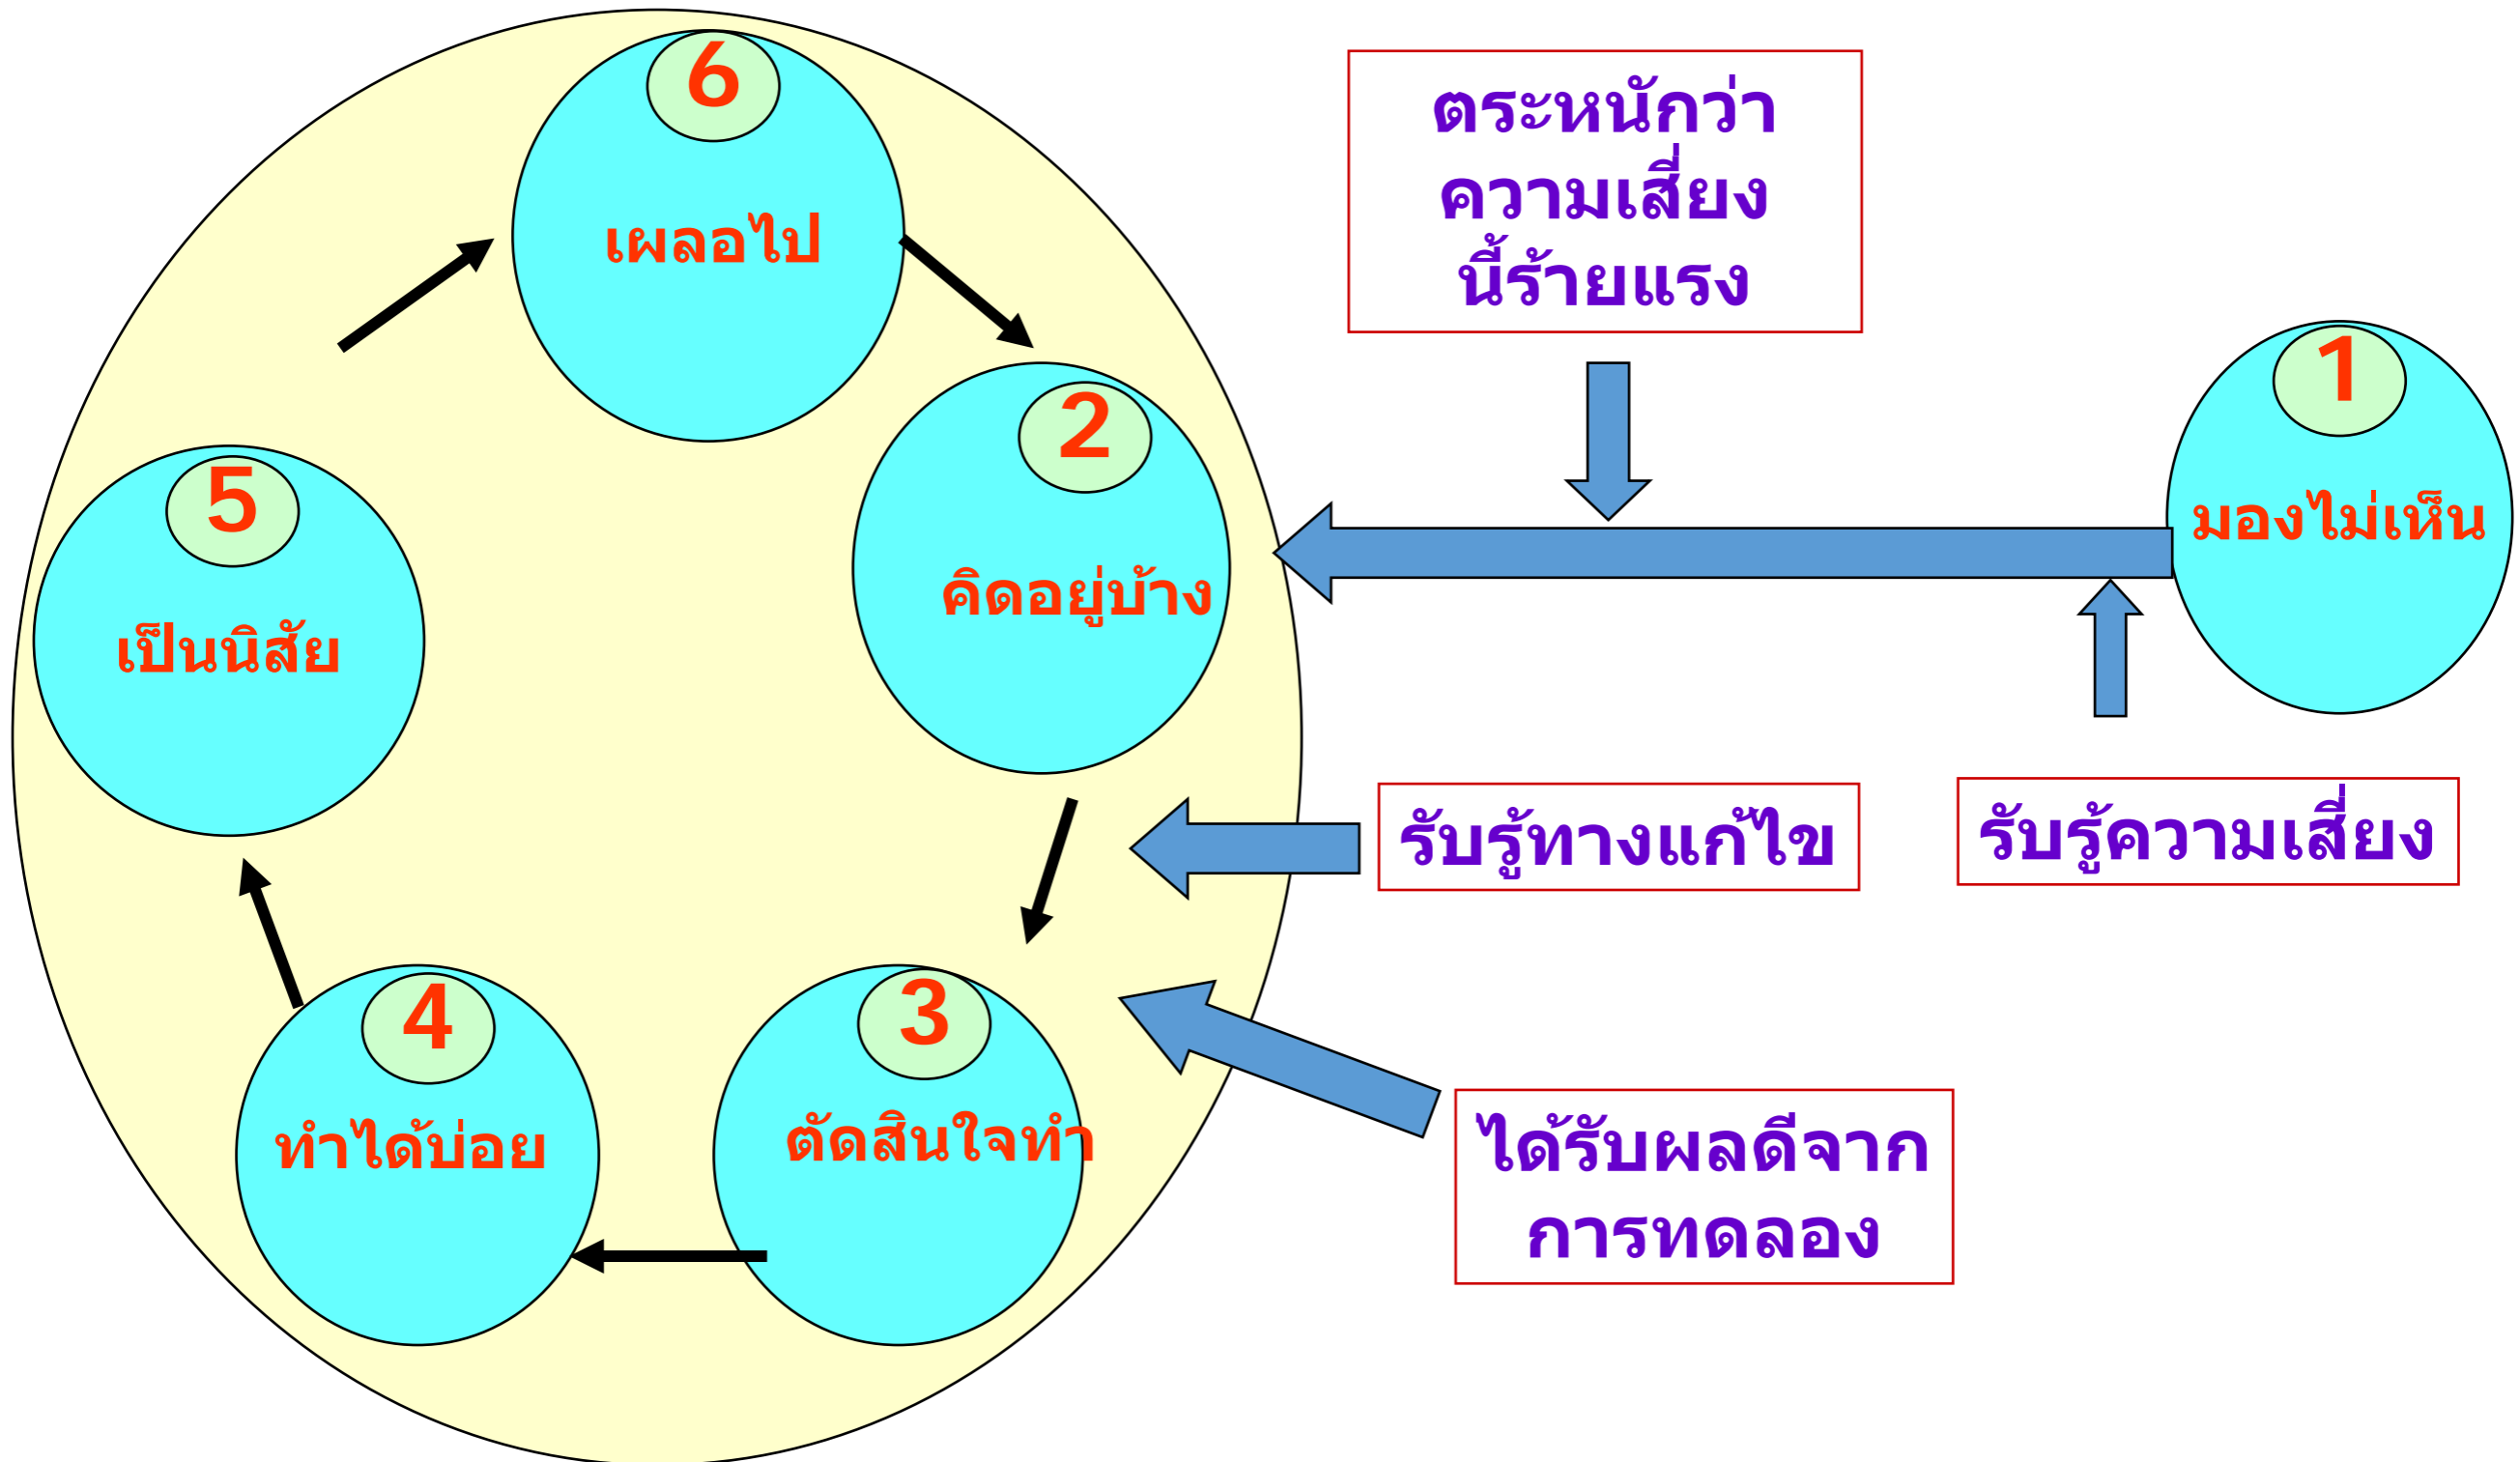 6
เผลอไป
ตระหนักว่า
ความเสี่ยง
นี้ร้ายแรง
1
มองไม่เห็น
2
คิดอยู่บ้าง
5
เป็นนิสัย
รับรู้ทางแก้ไข
รับรู้ความเสี่ยง
4
ทำได้บ่อย
3
ตัดสินใจทำ
ได้รับผลดีจาก
การทดลอง